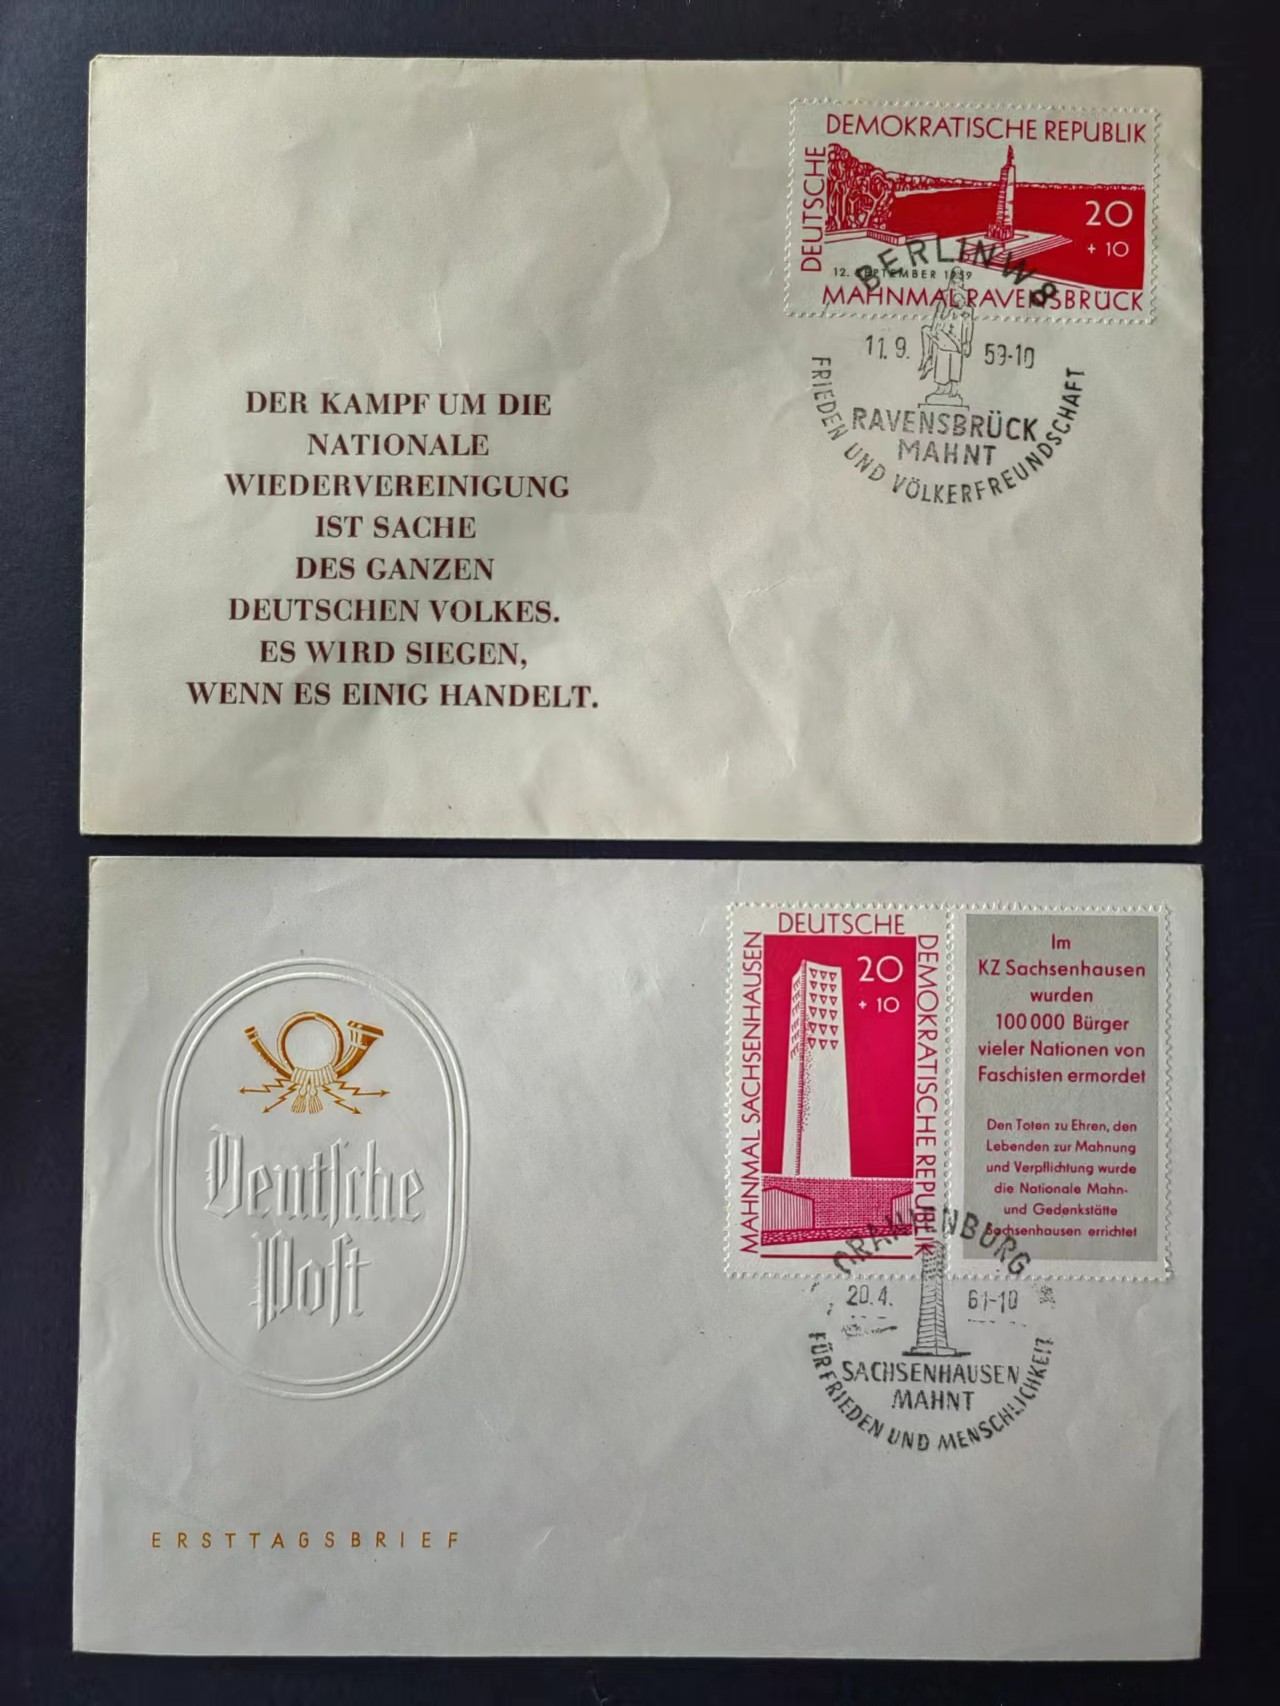 DEUTSCHE
DEMOKRATISCHE REPUBLIK
20
+ 10
12. SEPTEMBER 1959
MAHNMAL RAVENSBRÜCK
BERLIN W 8
11.9. 59-10
RAVENSBRÜCK
MAHNT
FRIEDEN UND VÖLKERFREUNDSCHAFT
DER KAMPF UM DIE
NATIONALE
WIEDERVEREINIGUNG
IST SACHE
DES GANZEN
DEUTSCHEN VOLKES.
ES WIRD SIEGEN,
WENN ES EINIG HANDELT.
MAHNMAL SACHSENHAUSEN
DEUTSCHE
DEMOKRATISCHE REPUBLIK
20
+ 10
Im
KZ Sachsenhausen
wurden
100 000 Bürger
vieler Nationen von
Faschisten ermordet
Den Toten zu Ehren, den
Lebenden zur Mahnung
und Verpflichtung wurde
die Nationale Mahn-
und Gedenkstätte
Sachsenhausen errichtet
ORANIENBURG
20.4. 61-10
SACHSENHAUSEN
MAHNT
FÜR FRIEDEN UND MENSCHLICHKEIT
Deutsche
Post
ERSTTAGSBRIEF